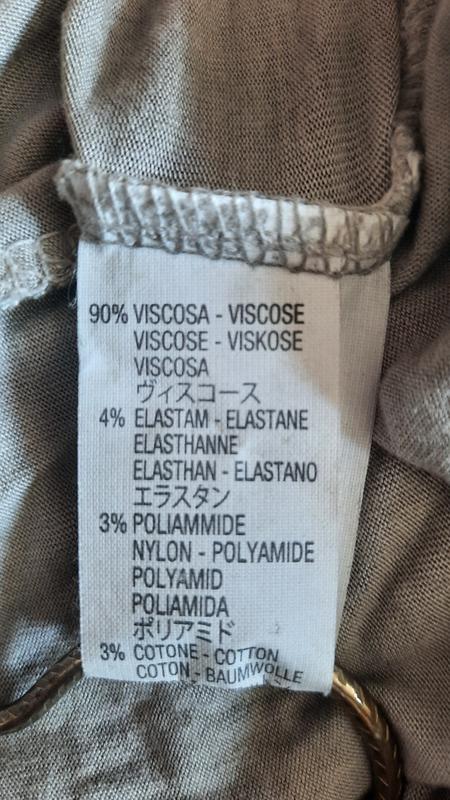 90% VISCOSA - VISCOSE
VISCOSE - VISKOSE
VISCOSA
ヴィスコース
4% ELASTAM - ELASTANE
ELASTHANNE
ELASTHAN - ELASTANO
エラスタン
3% POLIAMMIDE
NYLON - POLYAMIDE
POLYAMID
POLIAMIDA
ポリアミド
3% COTONE - COTTON
COTON - BAUMWOLLE